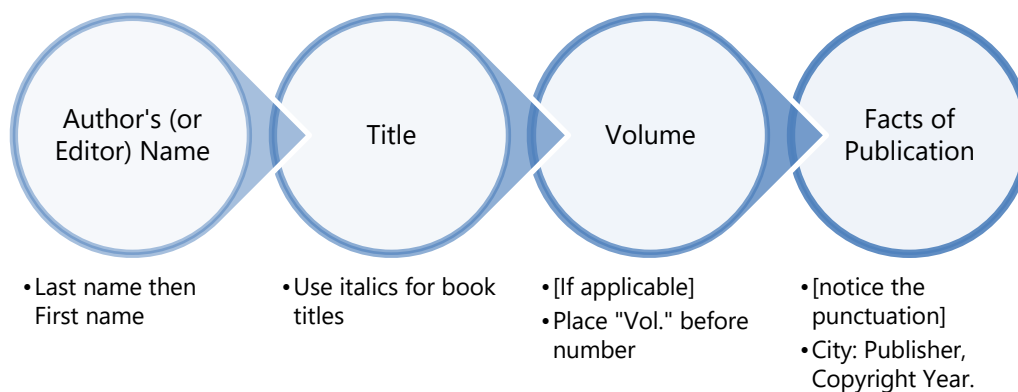 Author's (or
Editor) Name
Title
Volume
Facts of
Publication
•Last name then
First name
•Use italics for book
titles
•[If applicable]
•Place "Vol." before
number
•[notice the
punctuation]
•City: Publisher,
Copyright Year.